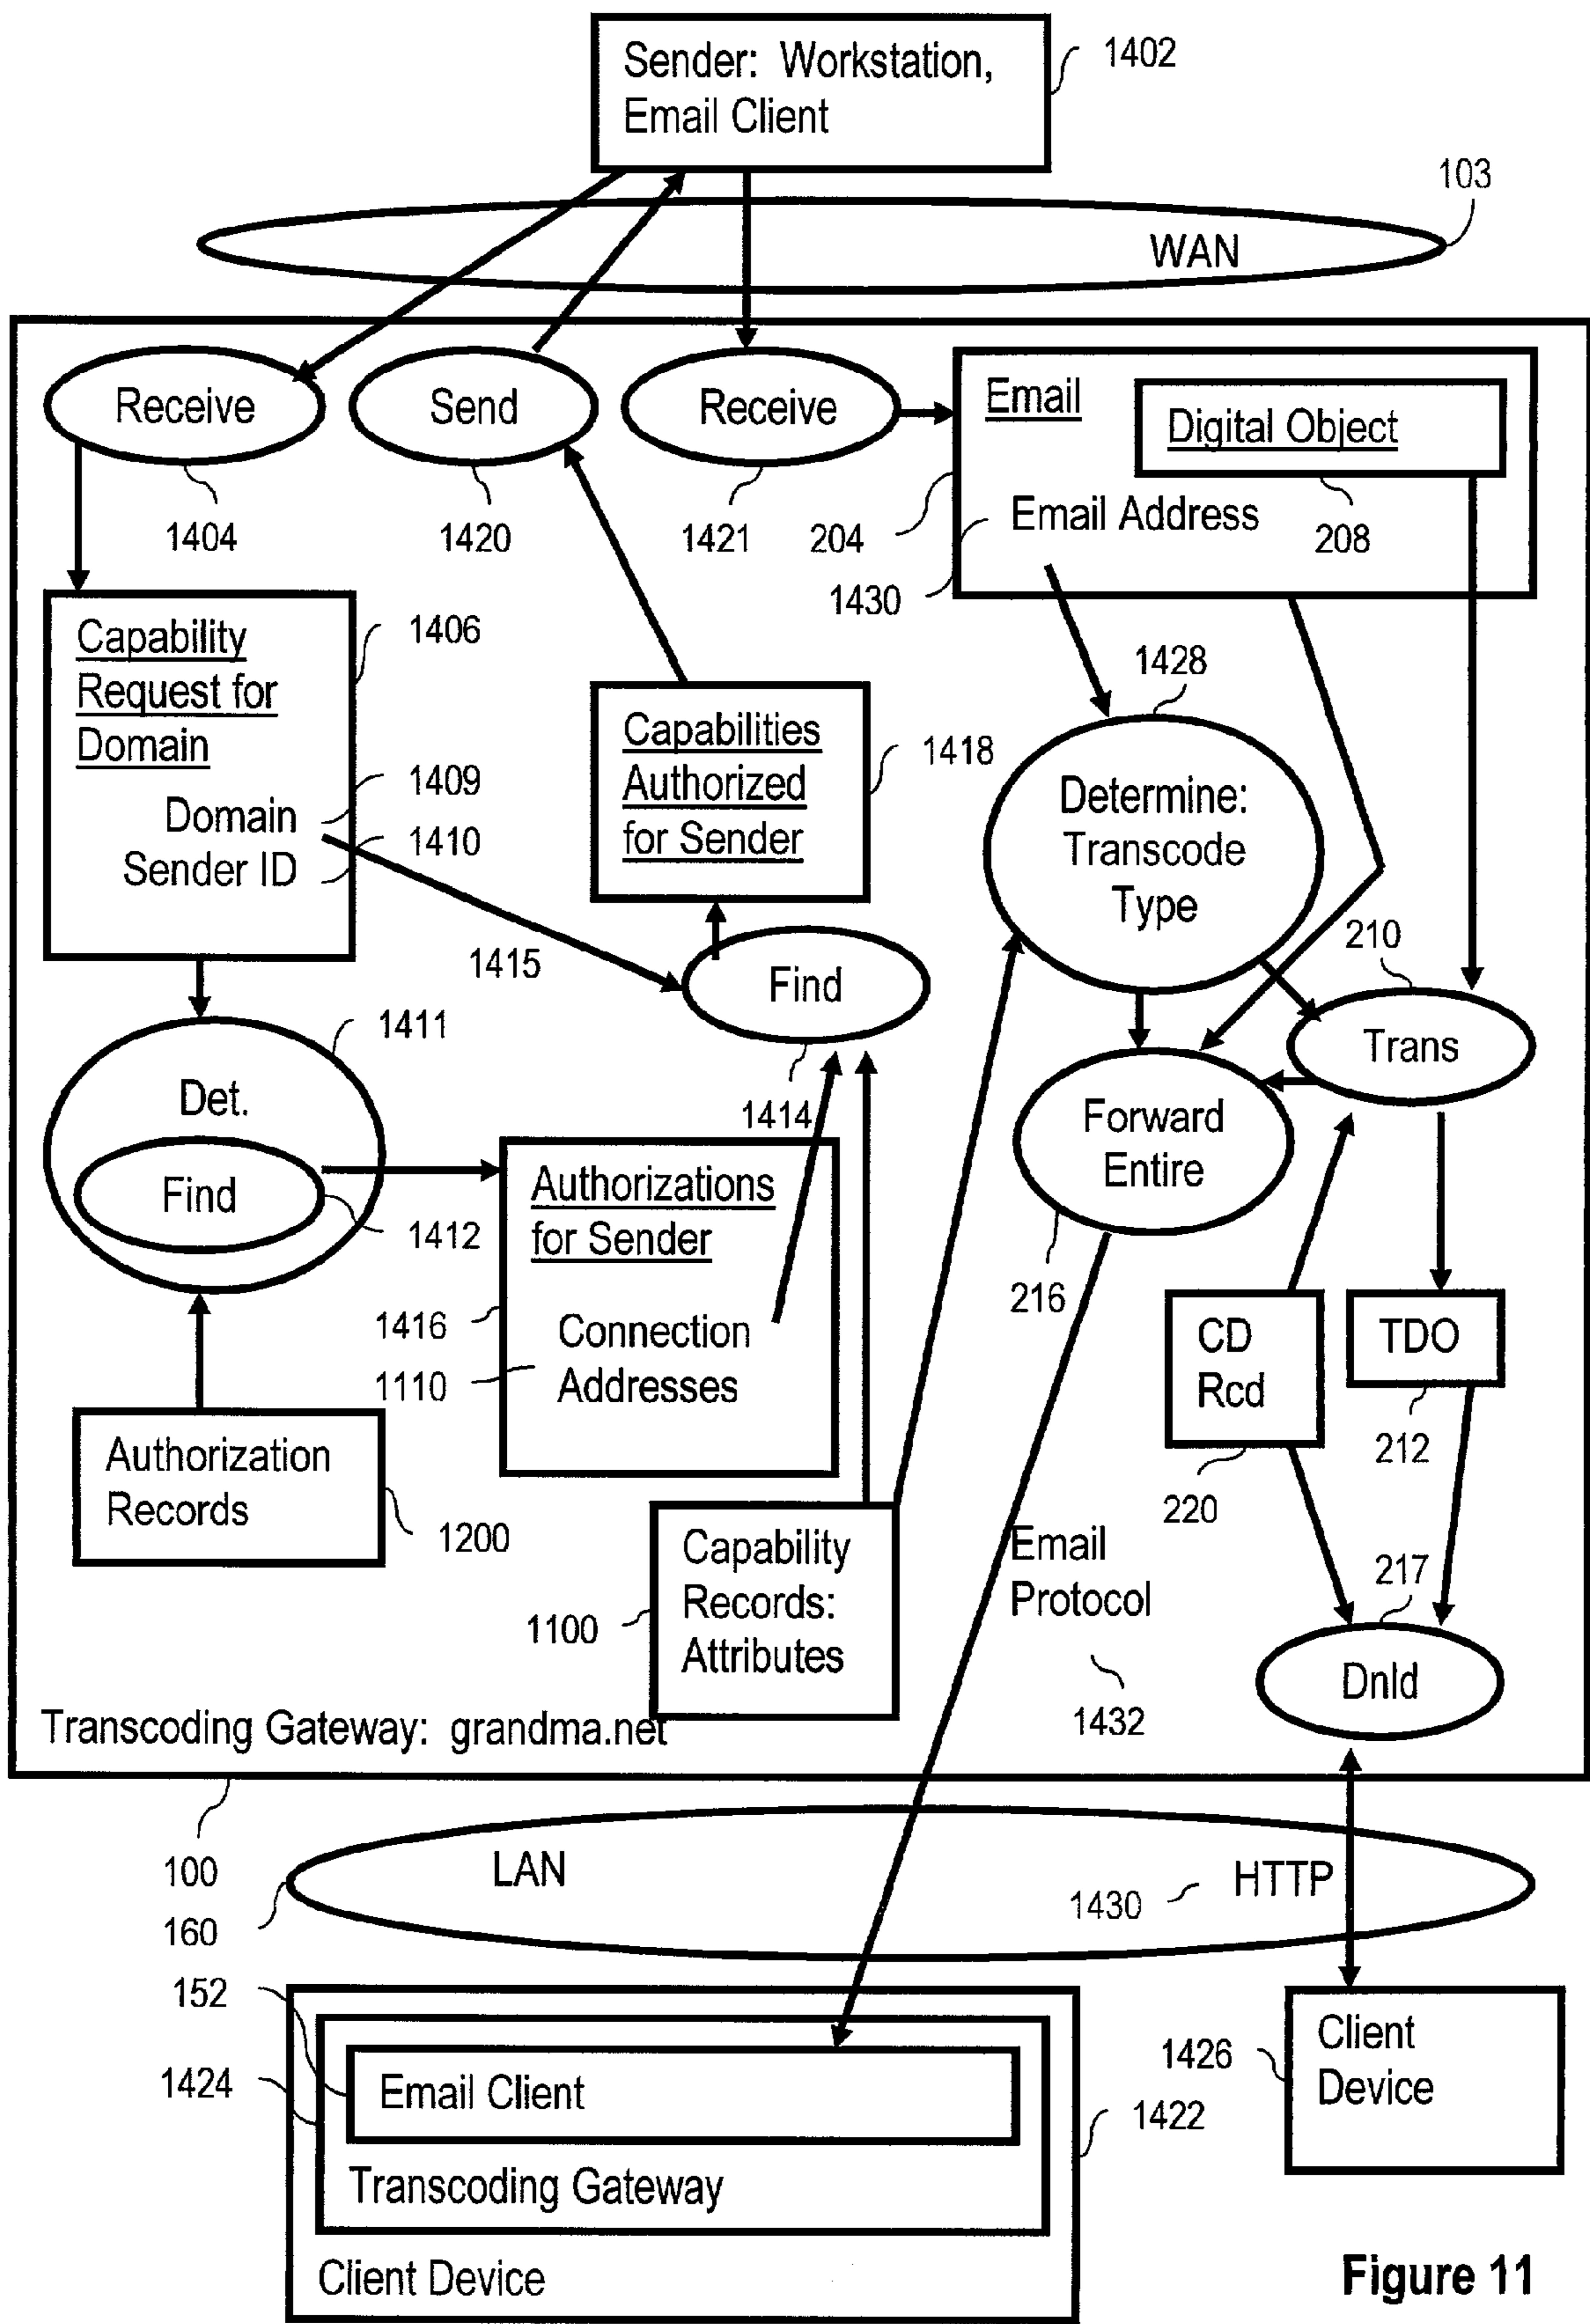 Sender: Workstation,
Email Client
1402
103
WAN
Receive
Send
Receive
Email
Digital Object
Email Address
1404
1420
1421
204
208
1430
Capability
Request for
Domain
1406
Domain
1409
Sender ID
1410
Capabilities
Authorized
for Sender
1418
1428
Determine:
Transcode
Type
1415
Find
1414
210
Trans
1411
Det.
Find
1412
Authorizations
for Sender
1416
Connection
Addresses
1110
Forward
Entire
216
CD
Rcd
220
TDO
212
Authorization
Records
1200
Capability
Records:
Attributes
1100
Email
Protocol
1432
217
Dnld
Transcoding Gateway: grandma.net
100
LAN
HTTP
1430
160
152
1424
Email Client
Transcoding Gateway
Client Device
1422
1426
Client
Device
Figure 11